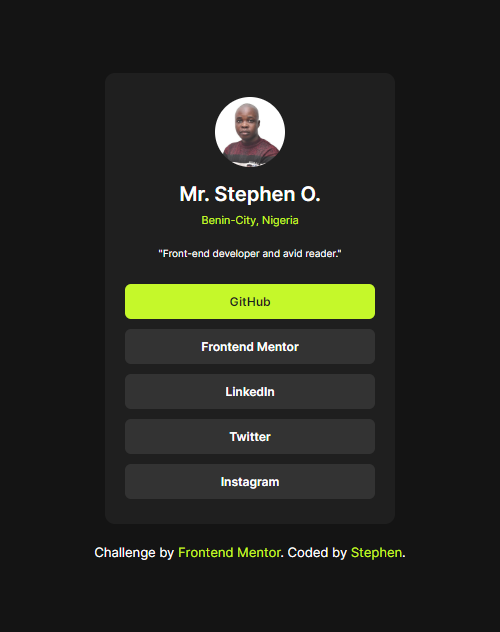 Mr. Stephen O.
Benin-City, Nigeria
"Front-end developer and avid reader."
GitHub
Frontend Mentor
LinkedIn
Twitter
Instagram
Challenge by Frontend Mentor. Coded by Stephen.